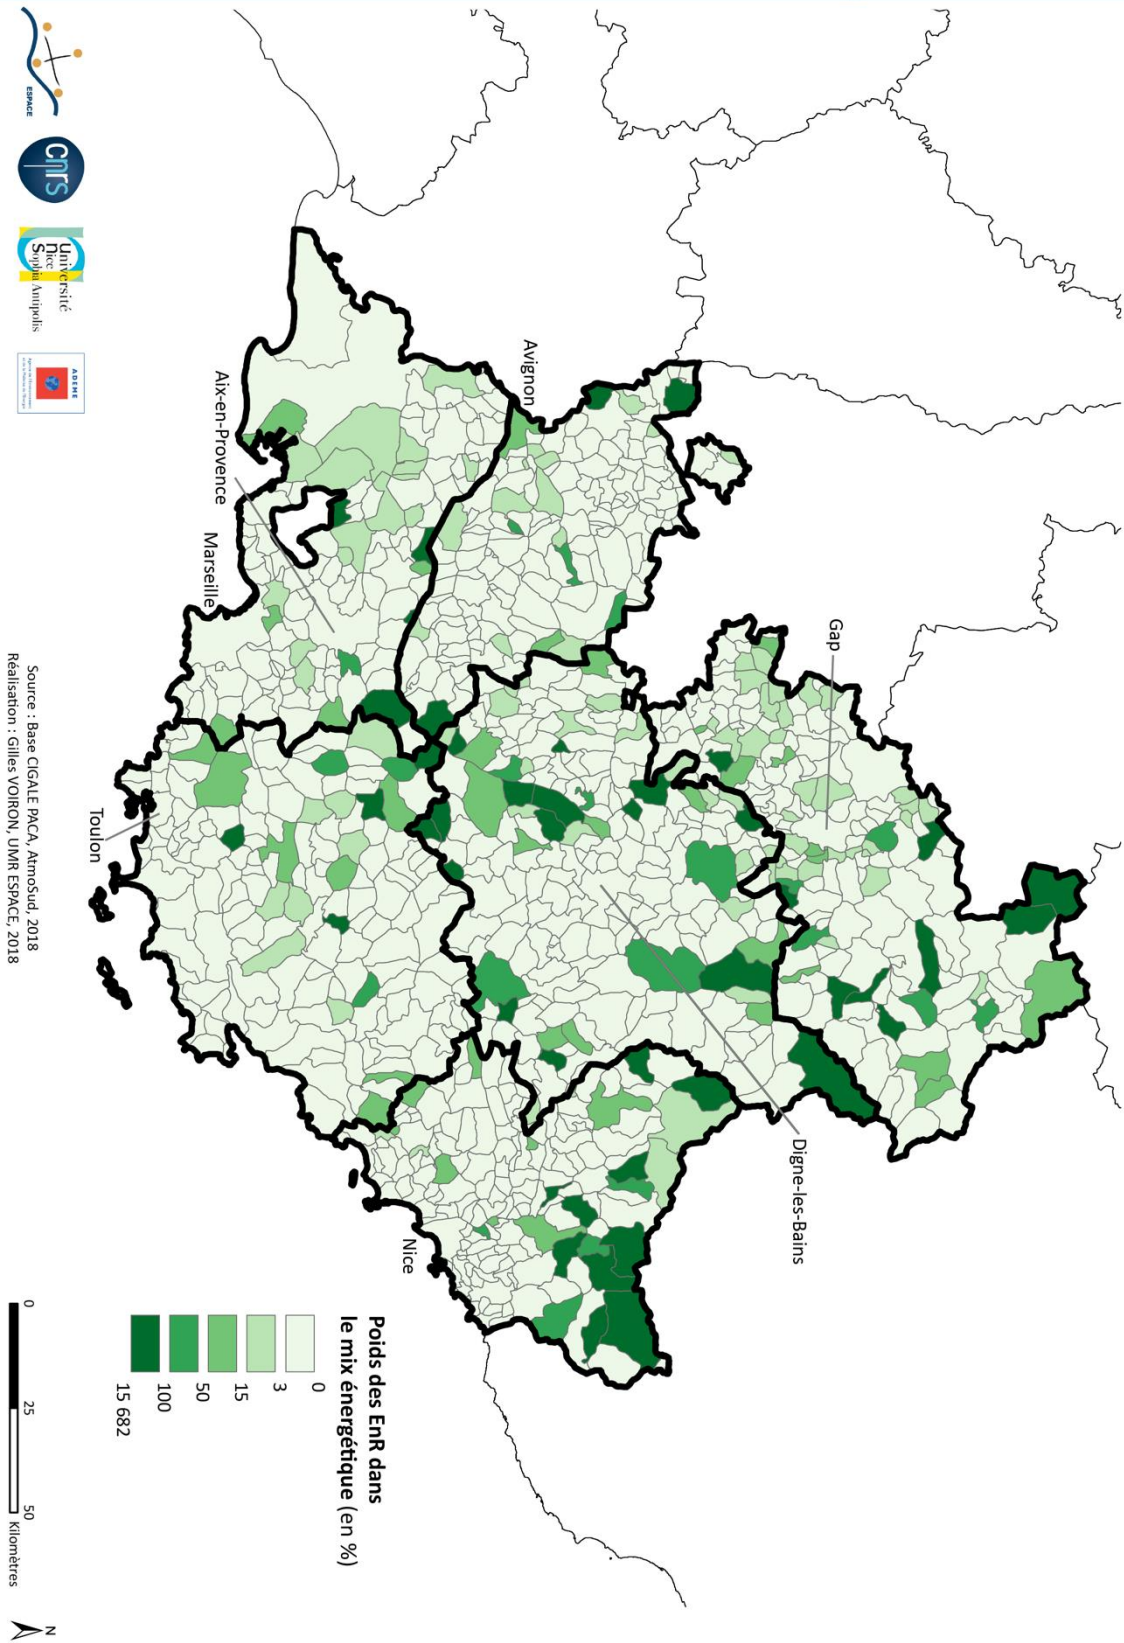 Gap
Avignon
Digne-les-Bains
Aix-en-Provence
Marseille
Nice
Toulon
Poids des EnR dans
le mix énergétique (en %)
0
3
15
50
100
15 682
0
25
50
Kilomètres
N
ESPACE
cnrs
Université
nice
Sophia Antipolis
ADEME
Source : Base CIGALE PACA, AtmoSud, 2018
Réalisation : Gilles VOIRON, UMR ESPACE, 2018